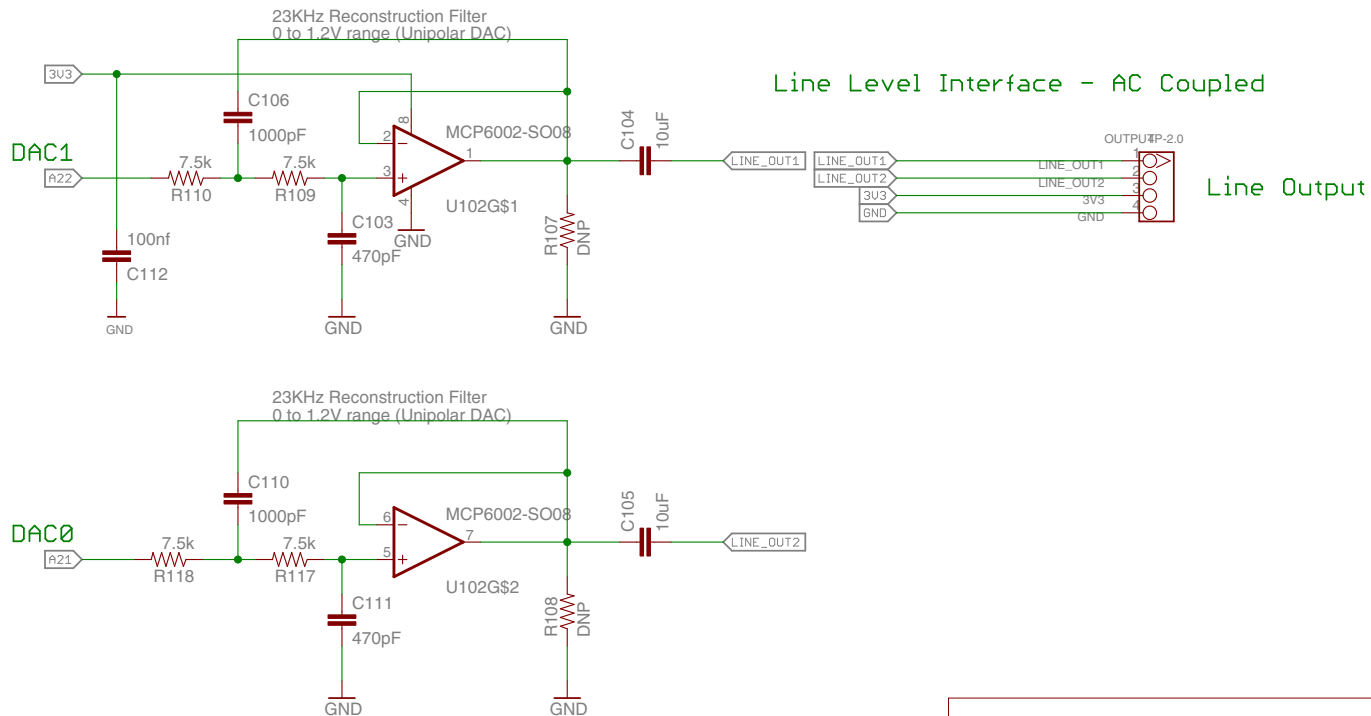 23KHz Reconstruction Filter
0 to 1.2V range (Unipolar DAC)
3V3
C106
1000pF
DAC1
A22
7.5k
R110
7.5k
R109
8
2
3
1
4
MCP6002-SO08
U102G$1
GND
C103
470pF
GND
100nf
C112
GND
R107
DNP
GND
C104
10uF
LINE_OUT1
Line Level Interface - AC Coupled
LINE_OUT1
LINE_OUT2
3V3
GND
OUTPUT
TP-2.0
1
2
3
4
LINE_OUT1
LINE_OUT2
3V3
GND
Line Output
23KHz Reconstruction Filter
0 to 1.2V range (Unipolar DAC)
C110
1000pF
DAC0
A21
7.5k
R118
7.5k
R117
6
5
7
MCP6002-SO08
U102G$2
C111
470pF
GND
R108
DNP
GND
C105
10uF
LINE_OUT2